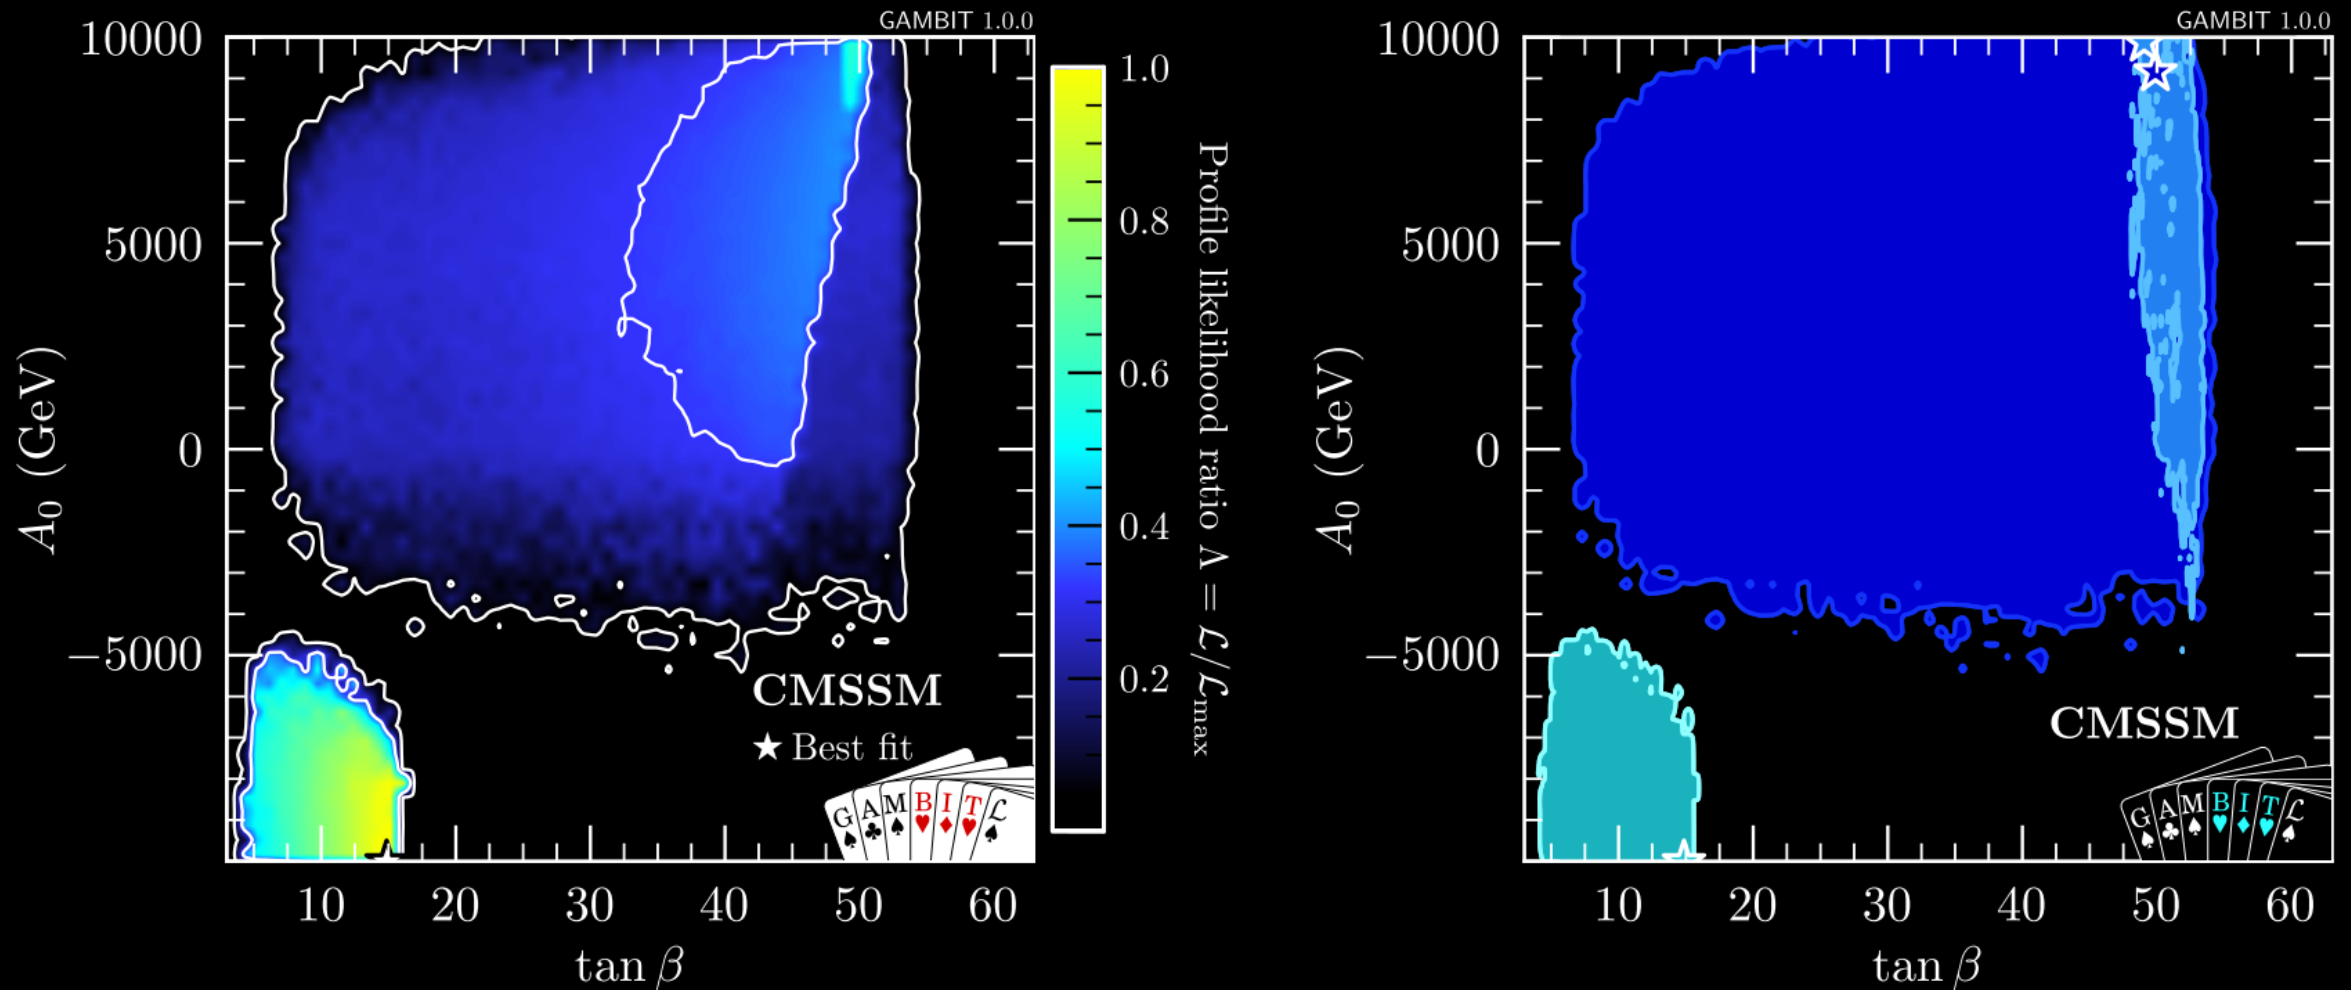 GAMBIT 1.0.0
10000
5000
0
−5000
A₀ (GeV)
10 20 30 40 50 60
tan β
CMSSM
★ Best fit
G A M B I T L
1.0
0.8
0.6
0.4
0.2
Profile likelihood ratio Λ = ℒ/ℒmax
GAMBIT 1.0.0
10000
5000
0
−5000
A₀ (GeV)
10 20 30 40 50 60
tan β
CMSSM
G A M B I T L